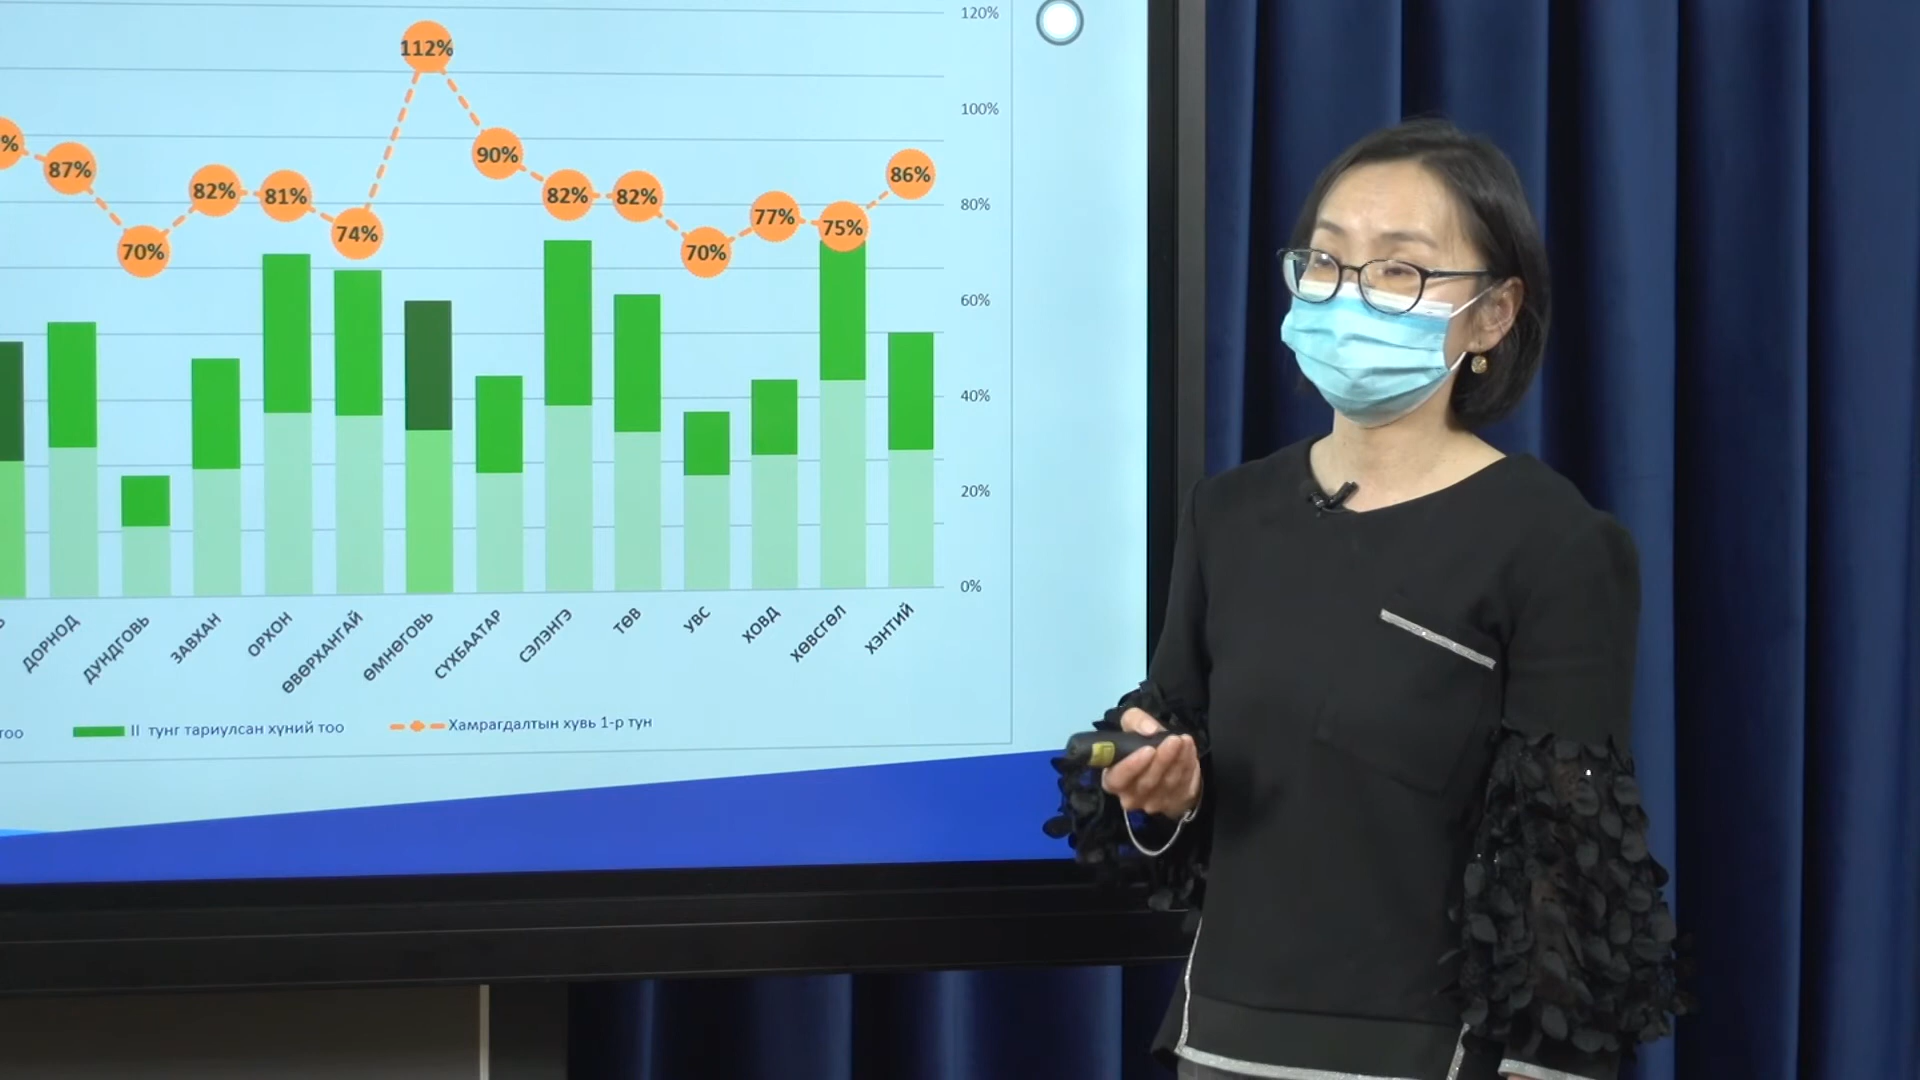 120%
100%
80%
60%
40%
20%
0%
%
87%
70%
82%
81%
74%
112%
90%
82%
82%
70%
77%
75%
86%
Ь
ДОРНОД
ДУНДГОВЬ
ЗАВХАН
ОРХОН
ӨВӨРХАНГАЙ
ӨМНӨГОВЬ
СҮХБААТАР
СЭЛЭНГЭ
ТӨВ
УВС
ХОВД
ХӨВСГӨЛ
ХЭНТИЙ
тоо
II тунг тариулсан хүний тоо
Хамрагдалтын хувь 1-р тун